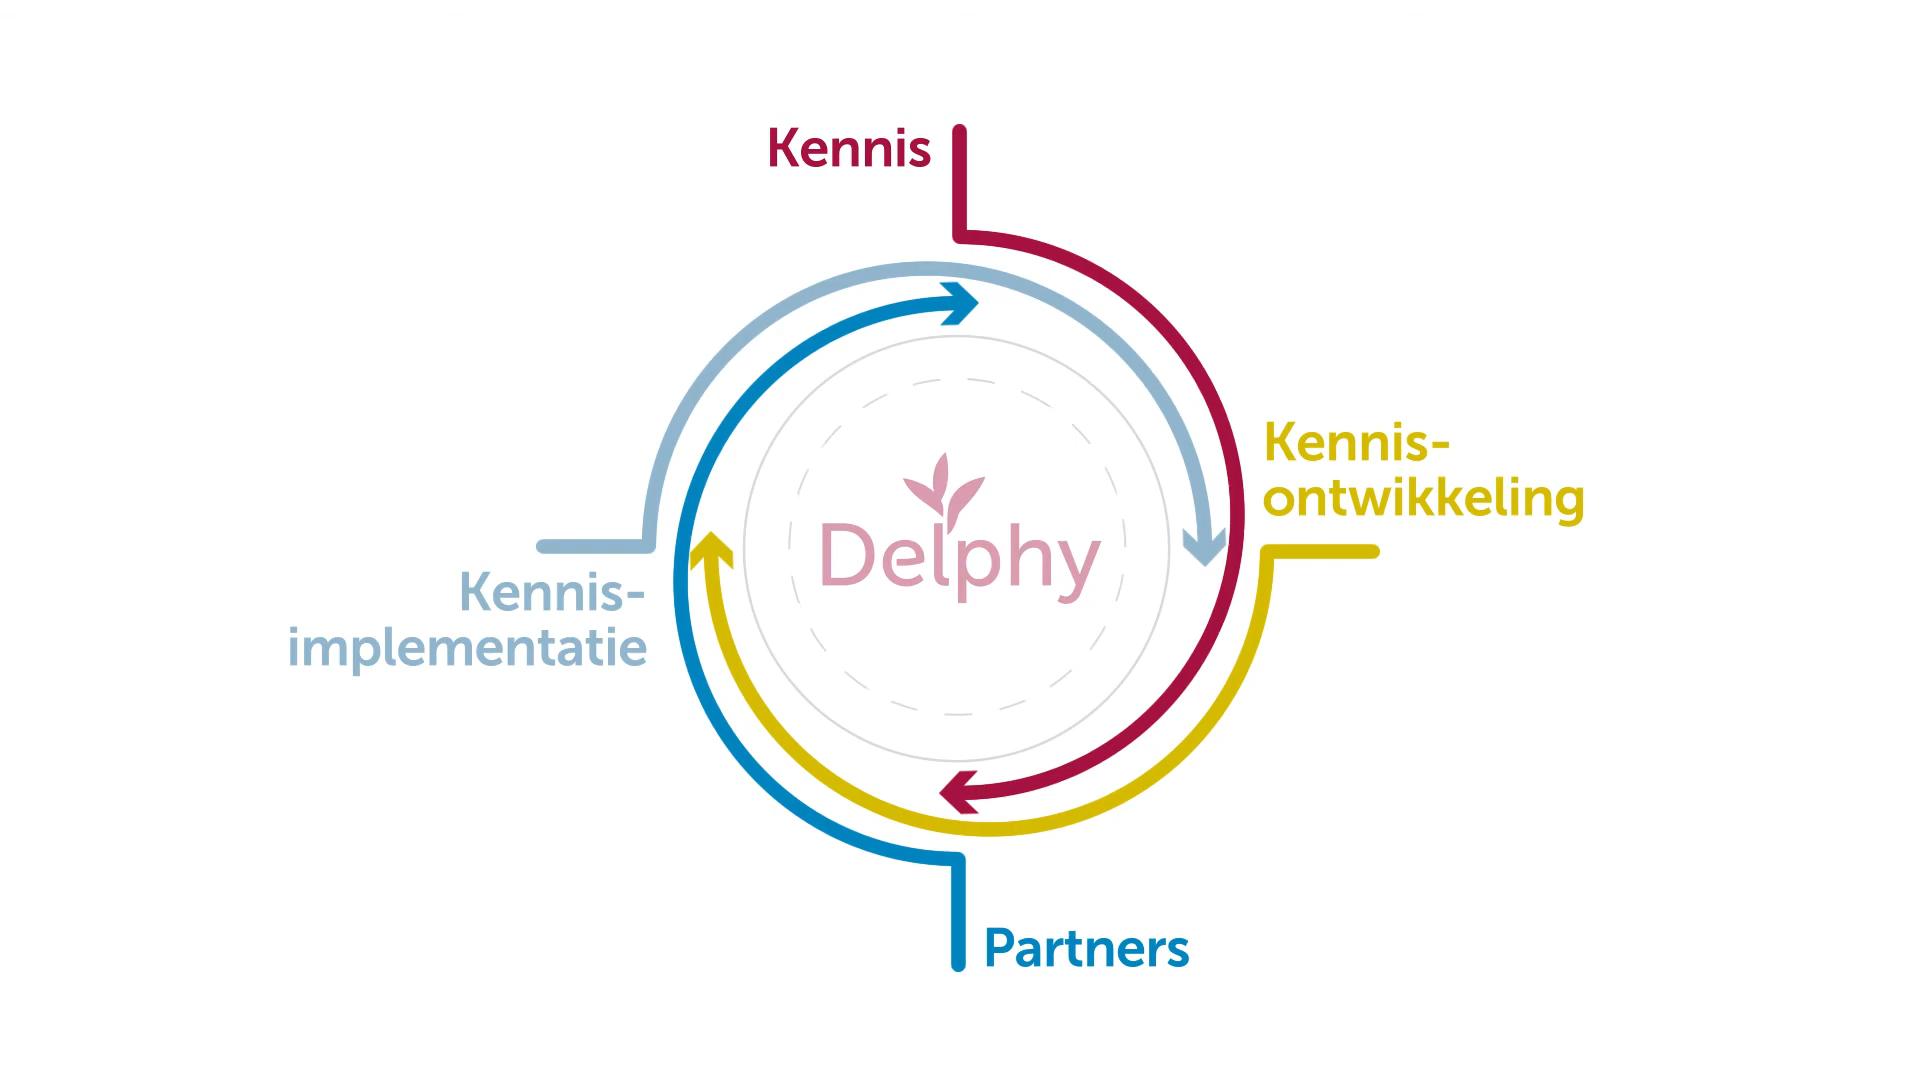 Kennis
Kennis-
ontwikkeling
Delphy
Kennis-
implementatie
Partners